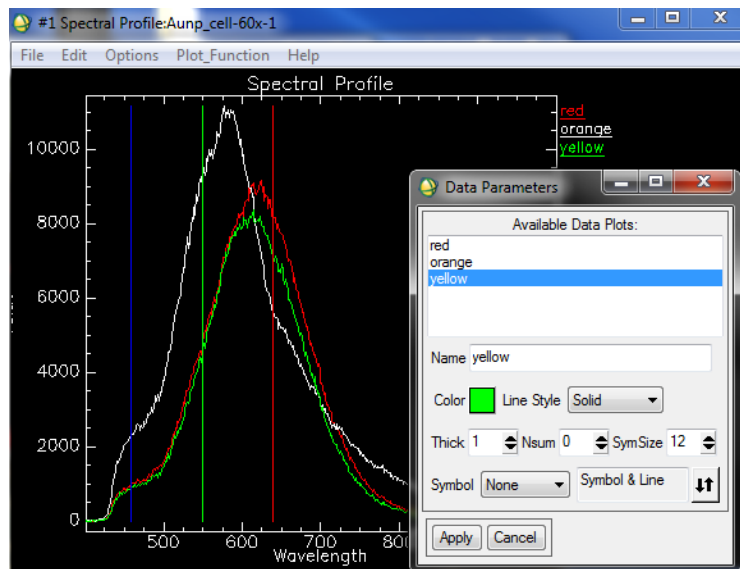 #1 Spectral Profile:Aunp_cell-60x-1
File Edit Options Plot_Function Help
Spectral Profile
red
orange
yellow
10000
8000
6000
4000
2000
0
500 600 700
Wavelength
Data Parameters
Available Data Plots:
red
orange
yellow
Name yellow
Color Line Style Solid
Thick 1 Nsum 0 SymSize 12
Symbol None Symbol & Line
Apply Cancel